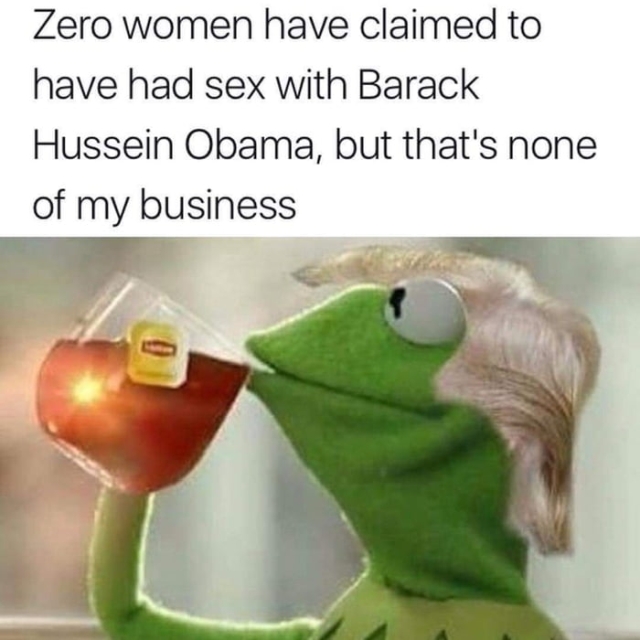 Zero women have claimed to
have had sex with Barack
Hussein Obama, but that's none
of my business